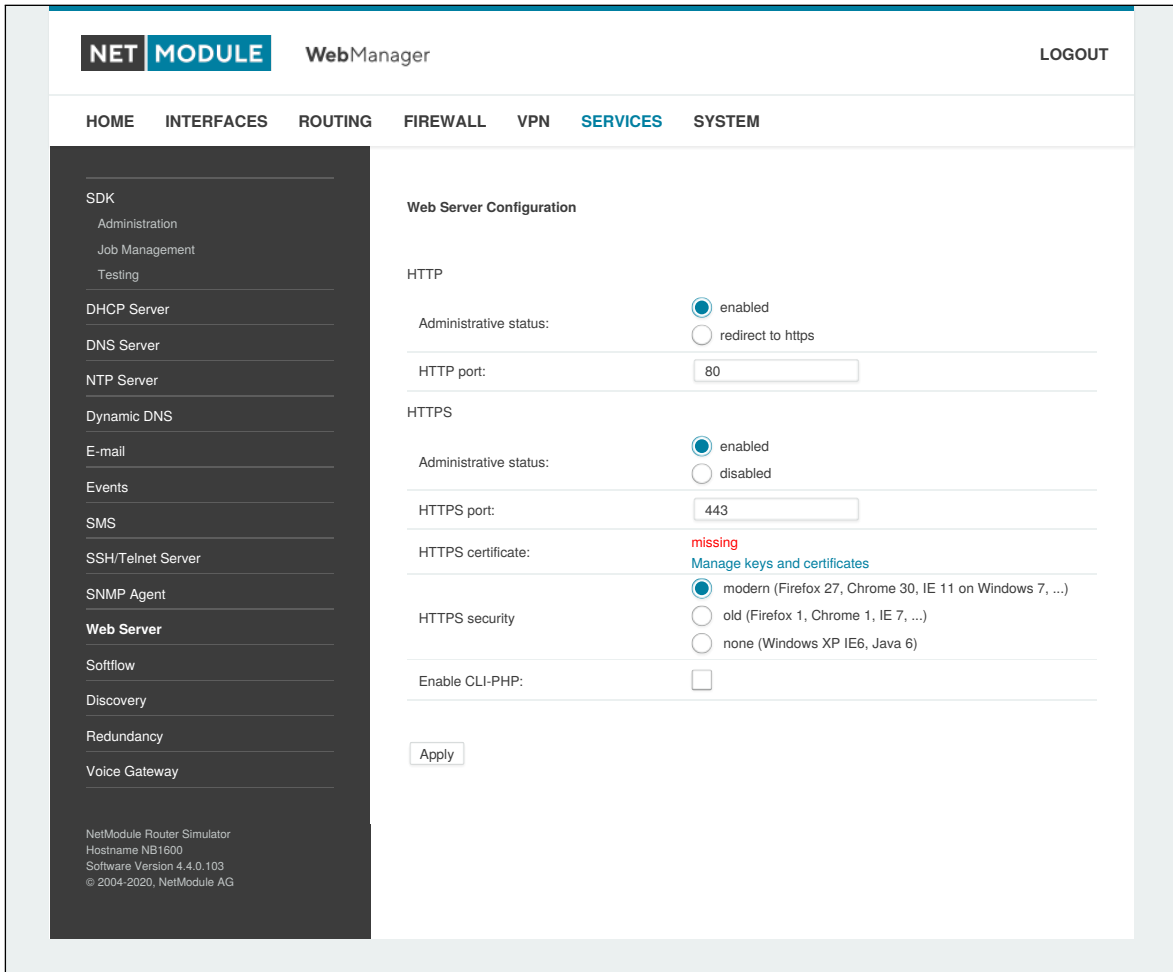 NET MODULE WebManager LOGOUT
HOME INTERFACES ROUTING FIREWALL VPN SERVICES SYSTEM
SDK
Administration
Job Management
Testing
DHCP Server
DNS Server
NTP Server
Dynamic DNS
E-mail
Events
SMS
SSH/Telnet Server
SNMP Agent
Web Server
Softflow
Discovery
Redundancy
Voice Gateway
NetModule Router Simulator
Hostname NB1600
Software Version 4.4.0.103
© 2004-2020, NetModule AG
Web Server Configuration
HTTP
Administrative status:
enabled
redirect to https
HTTP port: 80
HTTPS
Administrative status:
enabled
disabled
HTTPS port: 443
HTTPS certificate:
missing
Manage keys and certificates
HTTPS security
modern (Firefox 27, Chrome 30, IE 11 on Windows 7, ...)
old (Firefox 1, Chrome 1, IE 7, ...)
none (Windows XP IE6, Java 6)
Enable CLI-PHP:
Apply